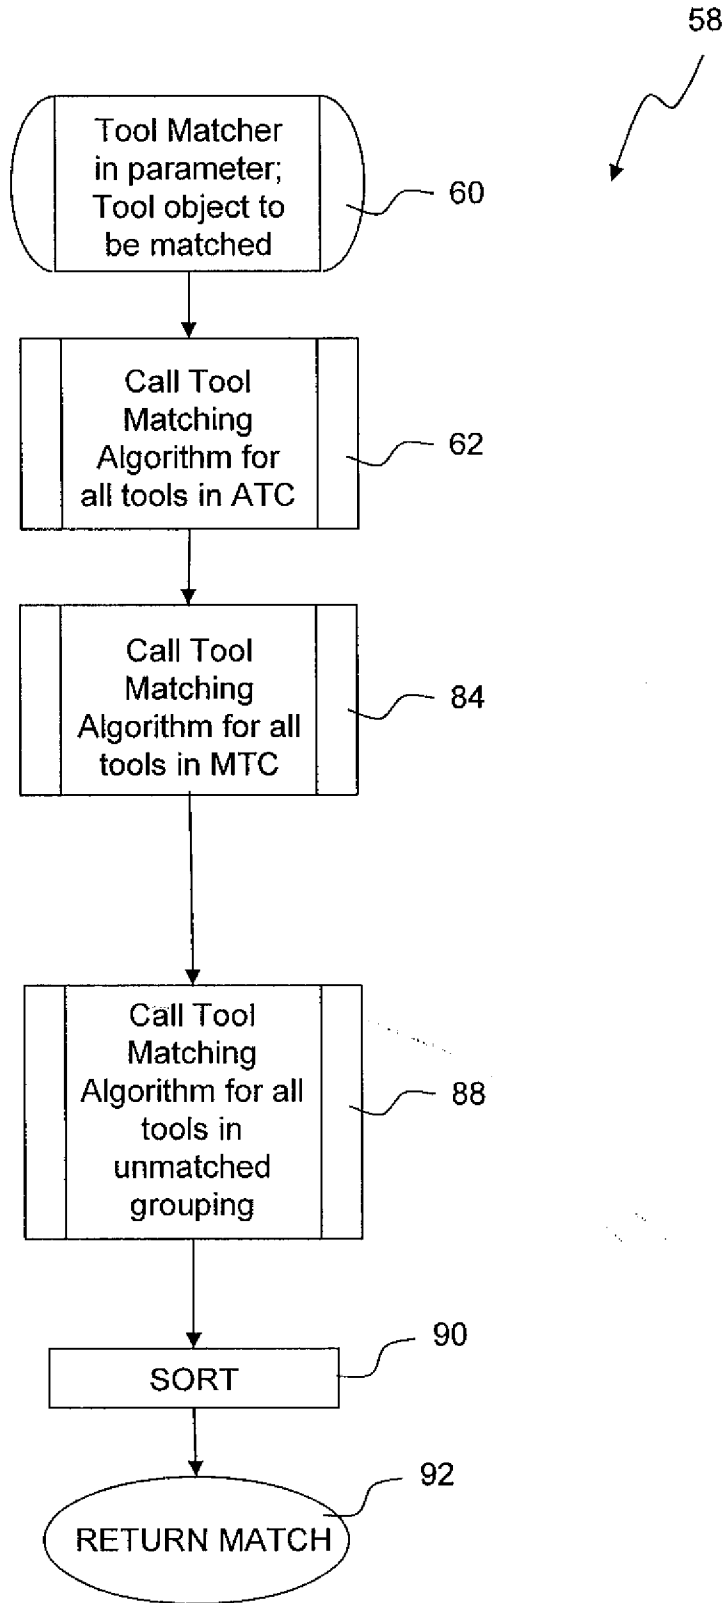 58
Tool Matcher
in parameter;
Tool object to
be matched
60
Call Tool
Matching
Algorithm for
all tools in ATC
62
Call Tool
Matching
Algorithm for all
tools in MTC
84
Call Tool
Matching
Algorithm for all
tools in
unmatched
grouping
88
SORT
90
RETURN MATCH
92